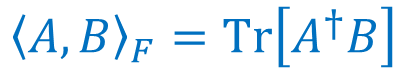 ⟨A, B⟩_F = Tr[A†B]